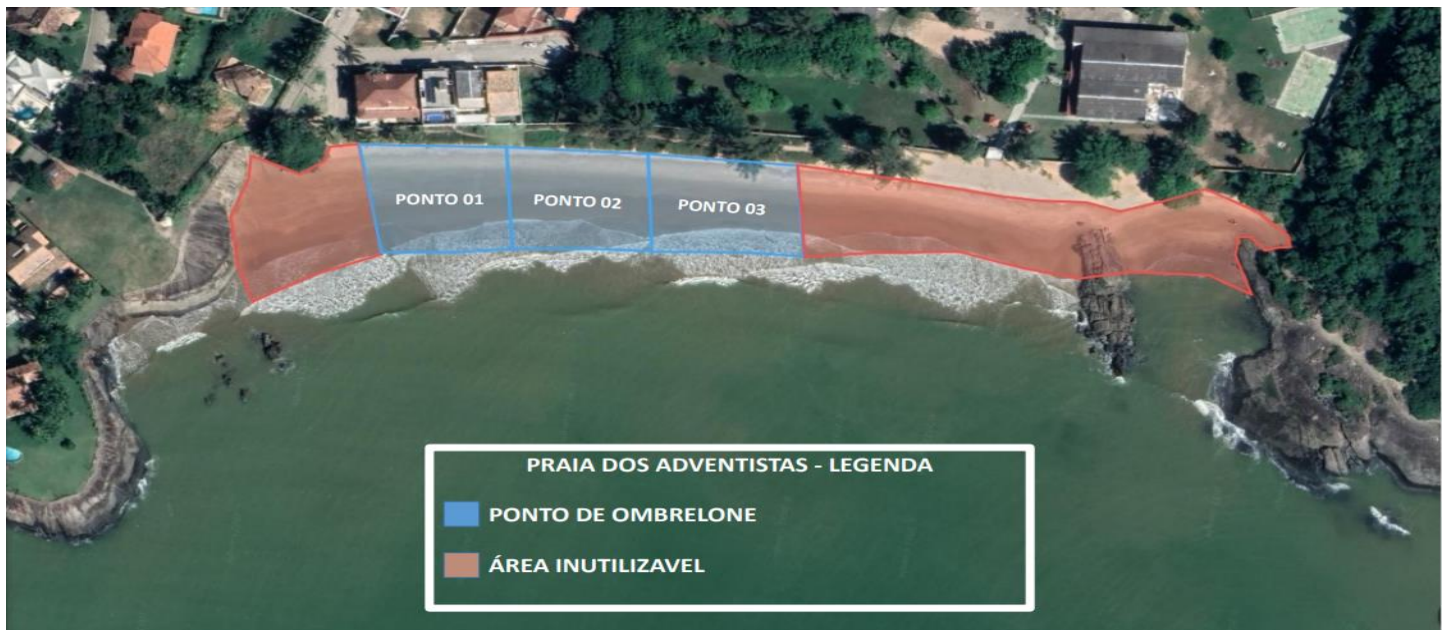 PONTO 01
PONTO 02
PONTO 03
PRAIA DOS ADVENTISTAS - LEGENDA
PONTO DE OMBRELONE
ÁREA INUTILIZAVEL